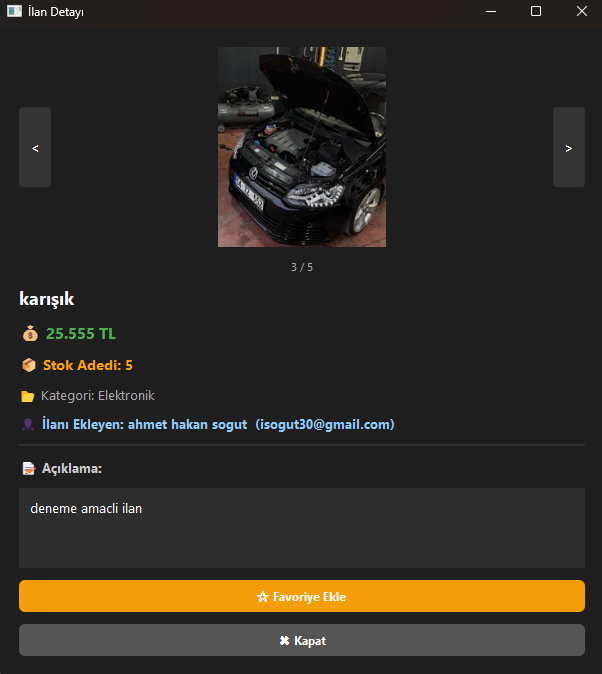 İlan Detayı
<
>
3 / 5
karışık
25.555 TL
Stok Adedi: 5
Kategori: Elektronik
İlanı Ekleyen: ahmet hakan sogut (isogut30@gmail.com)
Açıklama:
deneme amacli ilan
☆ Favoriye Ekle
✖ Kapat